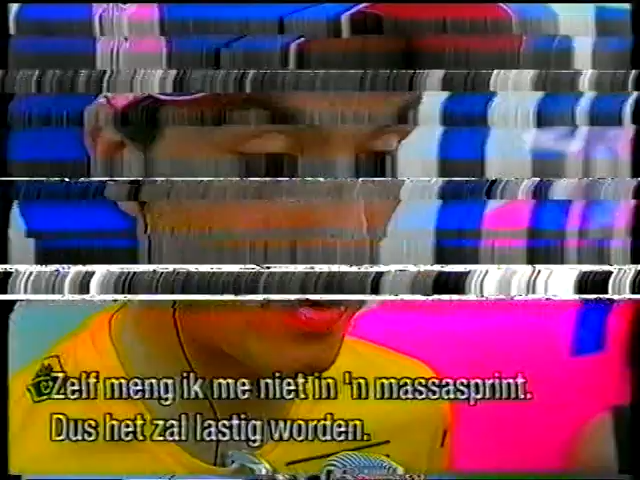 Zelf meng ik me niet in 'n massasprint.
Dus het zal lastig worden.